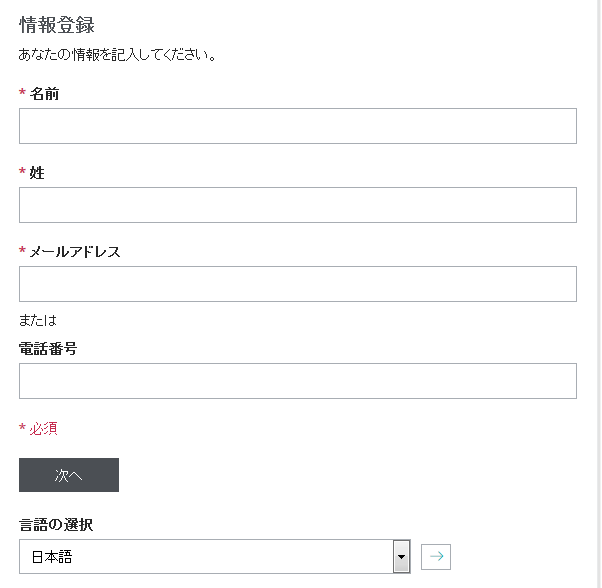 情報登録
あなたの情報を記入してください。
* 名前
* 姓
* メールアドレス
または
電話番号
* 必須
次へ
言語の選択
日本語